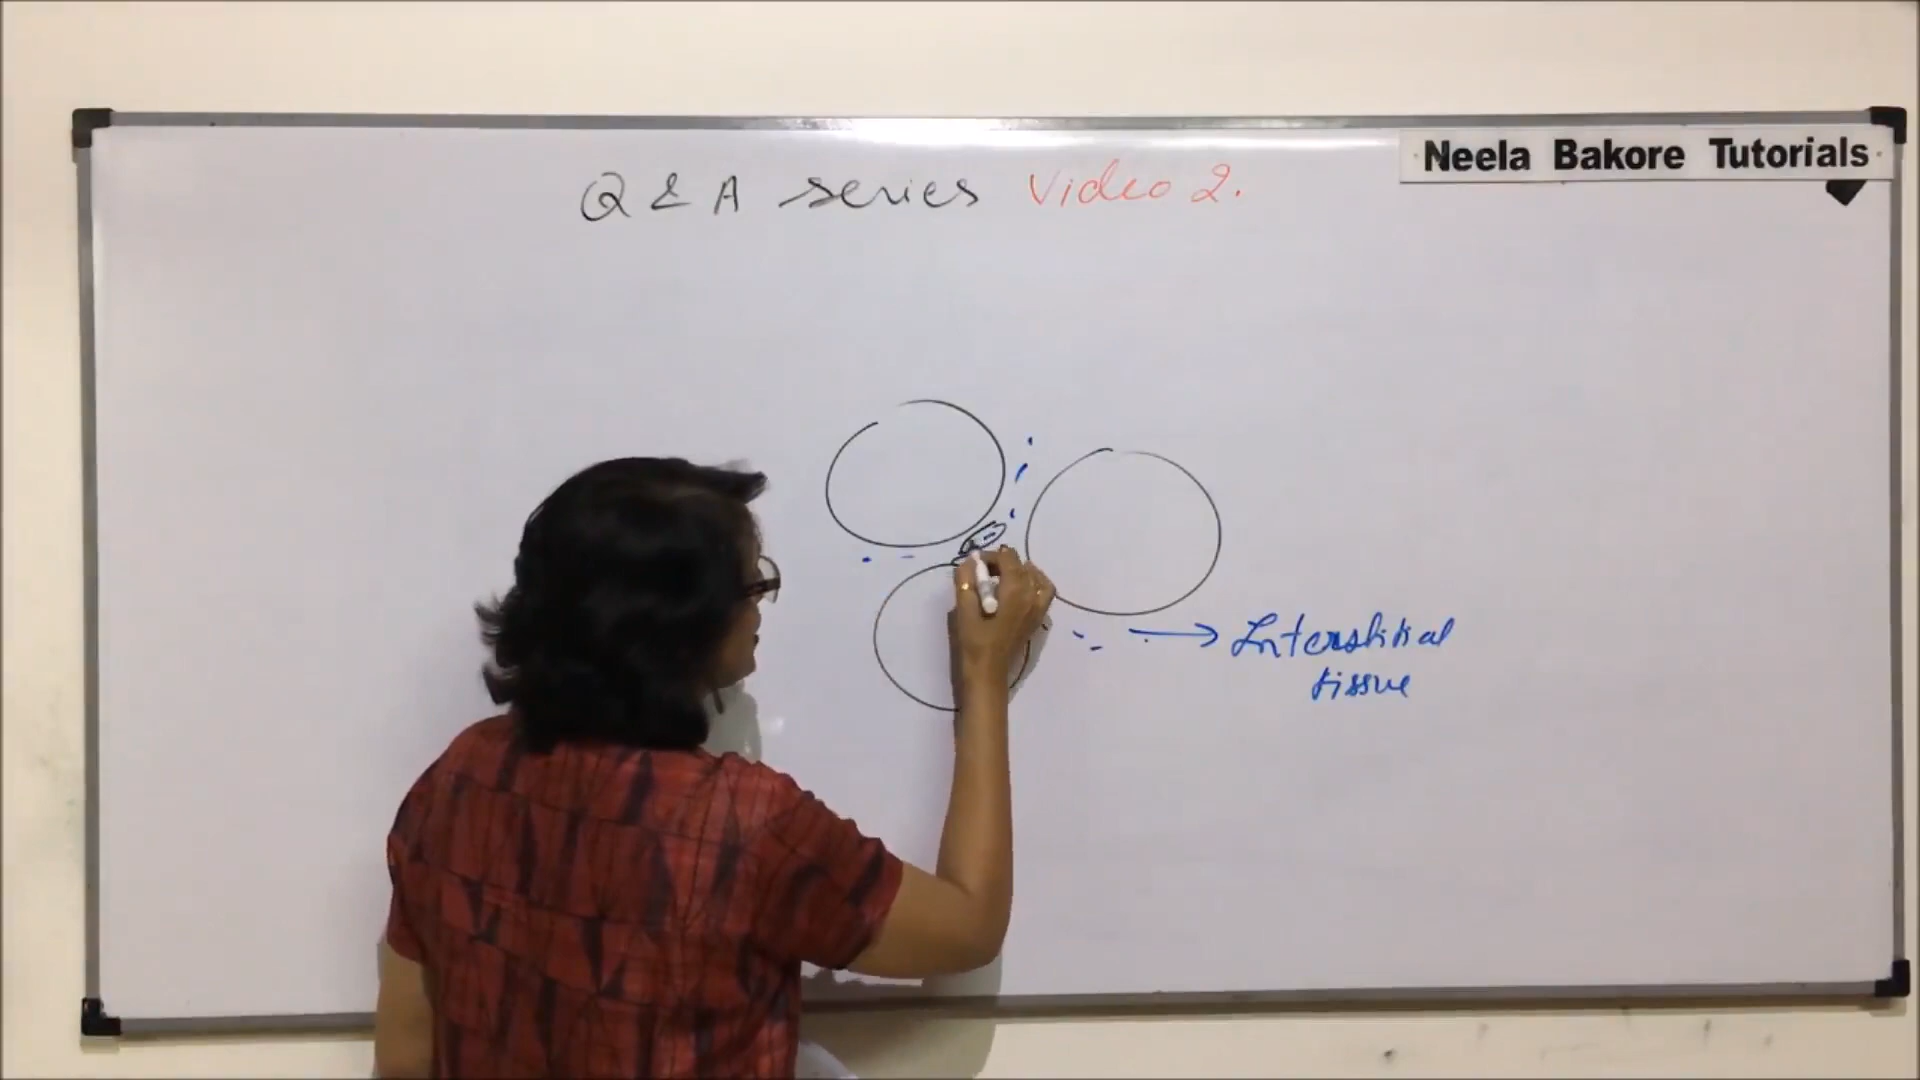 Neela Bakore Tutorials
Q & A series Video 2.
Interstitial
tissue